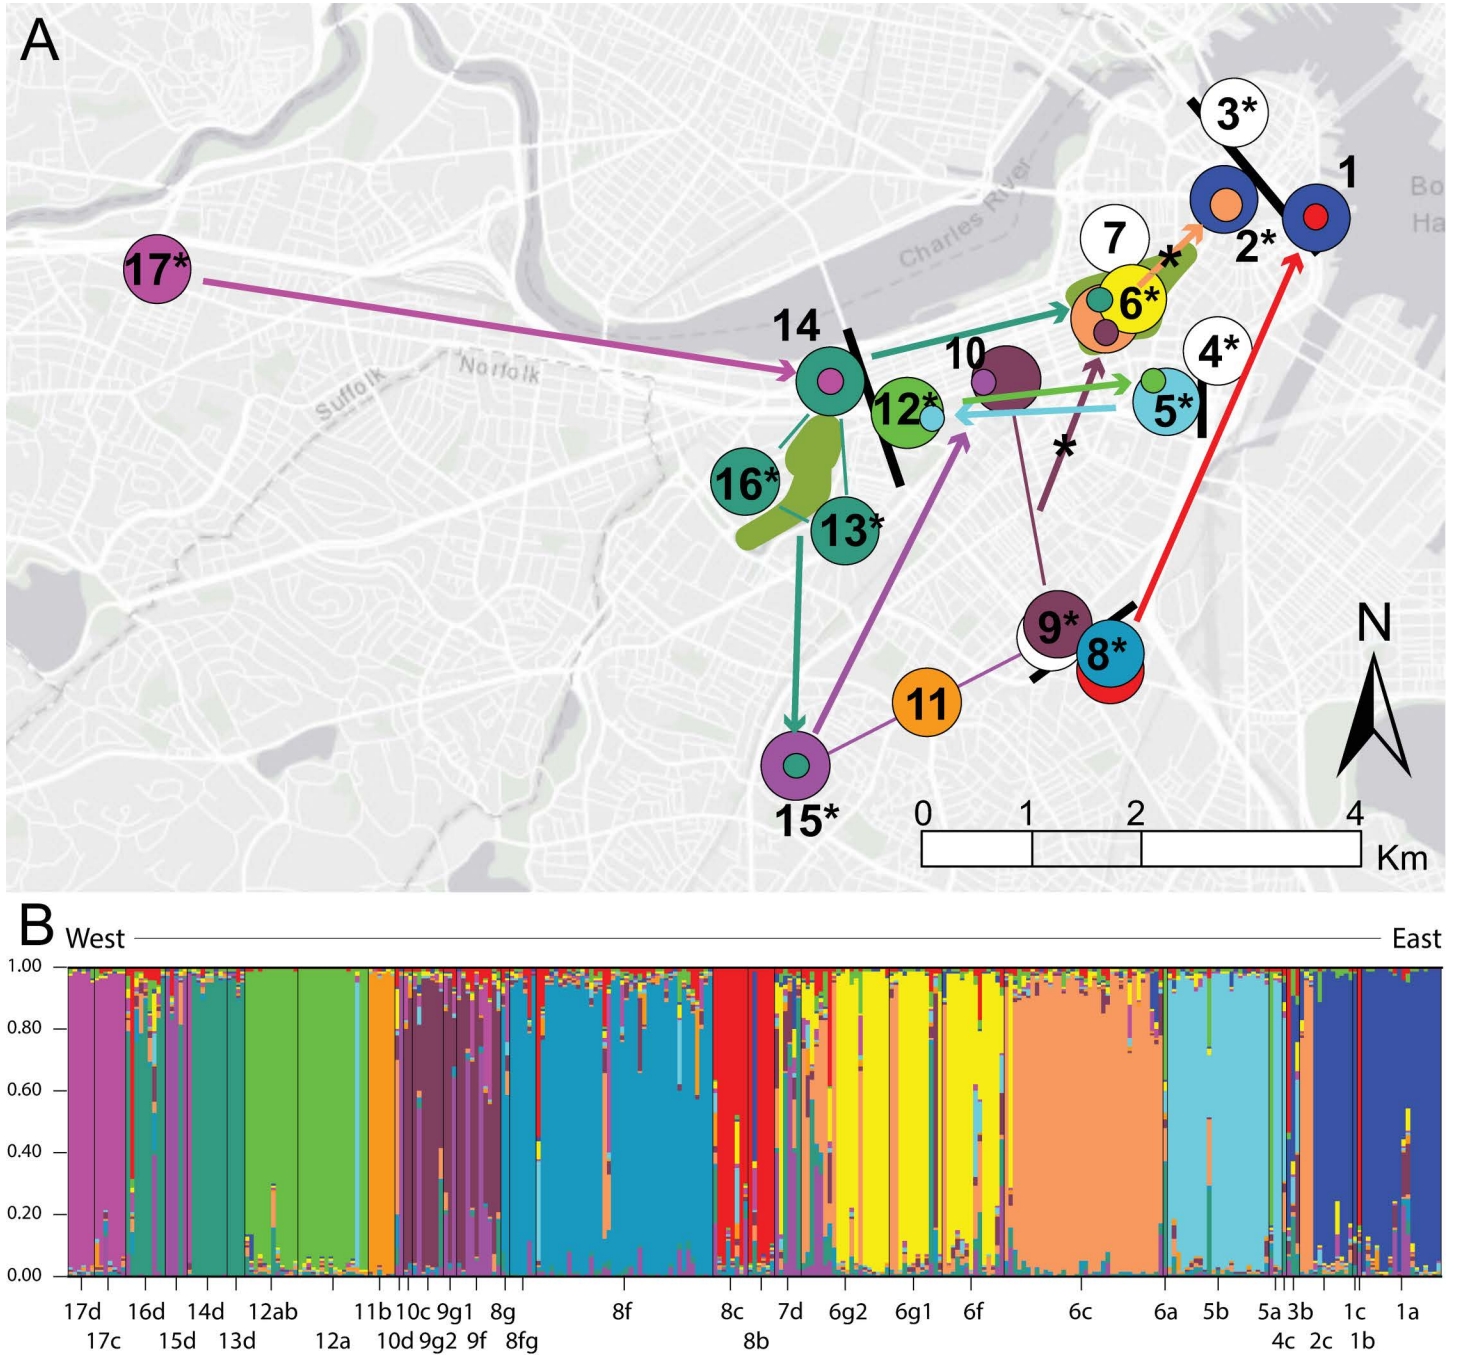 A
3*
1
Bo
Ha
Charles River
7
2*
17*
6*
14
10
4*
12*
5*
Suffolk
Norfolk
16*
13*
*
*
9*
8*
11
15*
N
0 1 2 4
Km
B
West East
1.00
0.80
0.60
0.40
0.20
0.00
17d 16d 14d 12ab 11b 10c 9g1 8g 8f 8c 7d 6g2 6g1 6f 6c 6a 5b 5a 3b 1c 1a
17c 15d 13d 12a 10d 9g2 9f 8fg 8b 4c 2c 1b